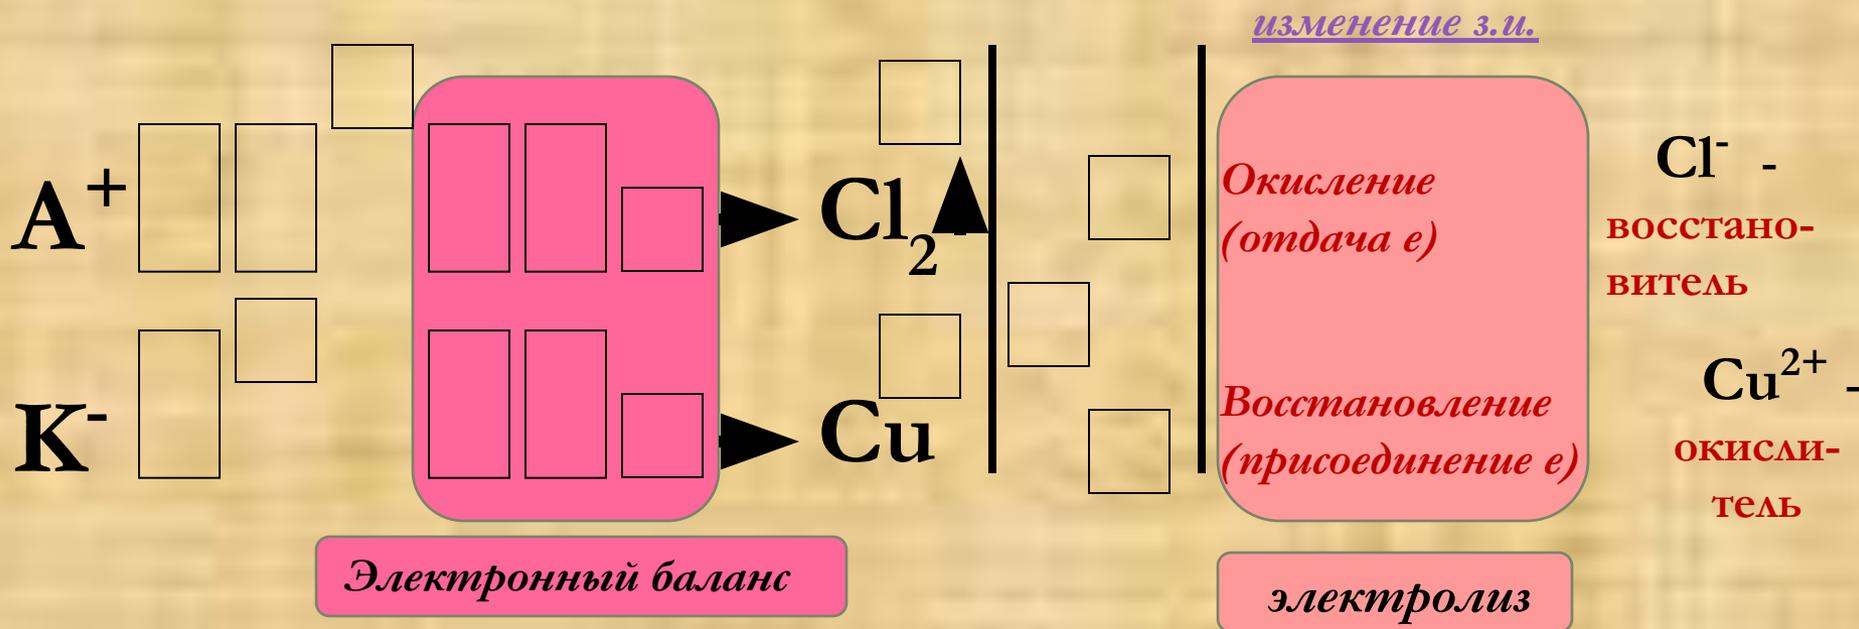 изменение з.и.
A⁺
Cl₂
Окисление
(отдача е)
Cl⁻ -
восстано-
витель
K⁻
Cu
Восстановление
(присоединение е)
Cu²⁺ -
окисли-
тель
Электронный баланс
электролиз